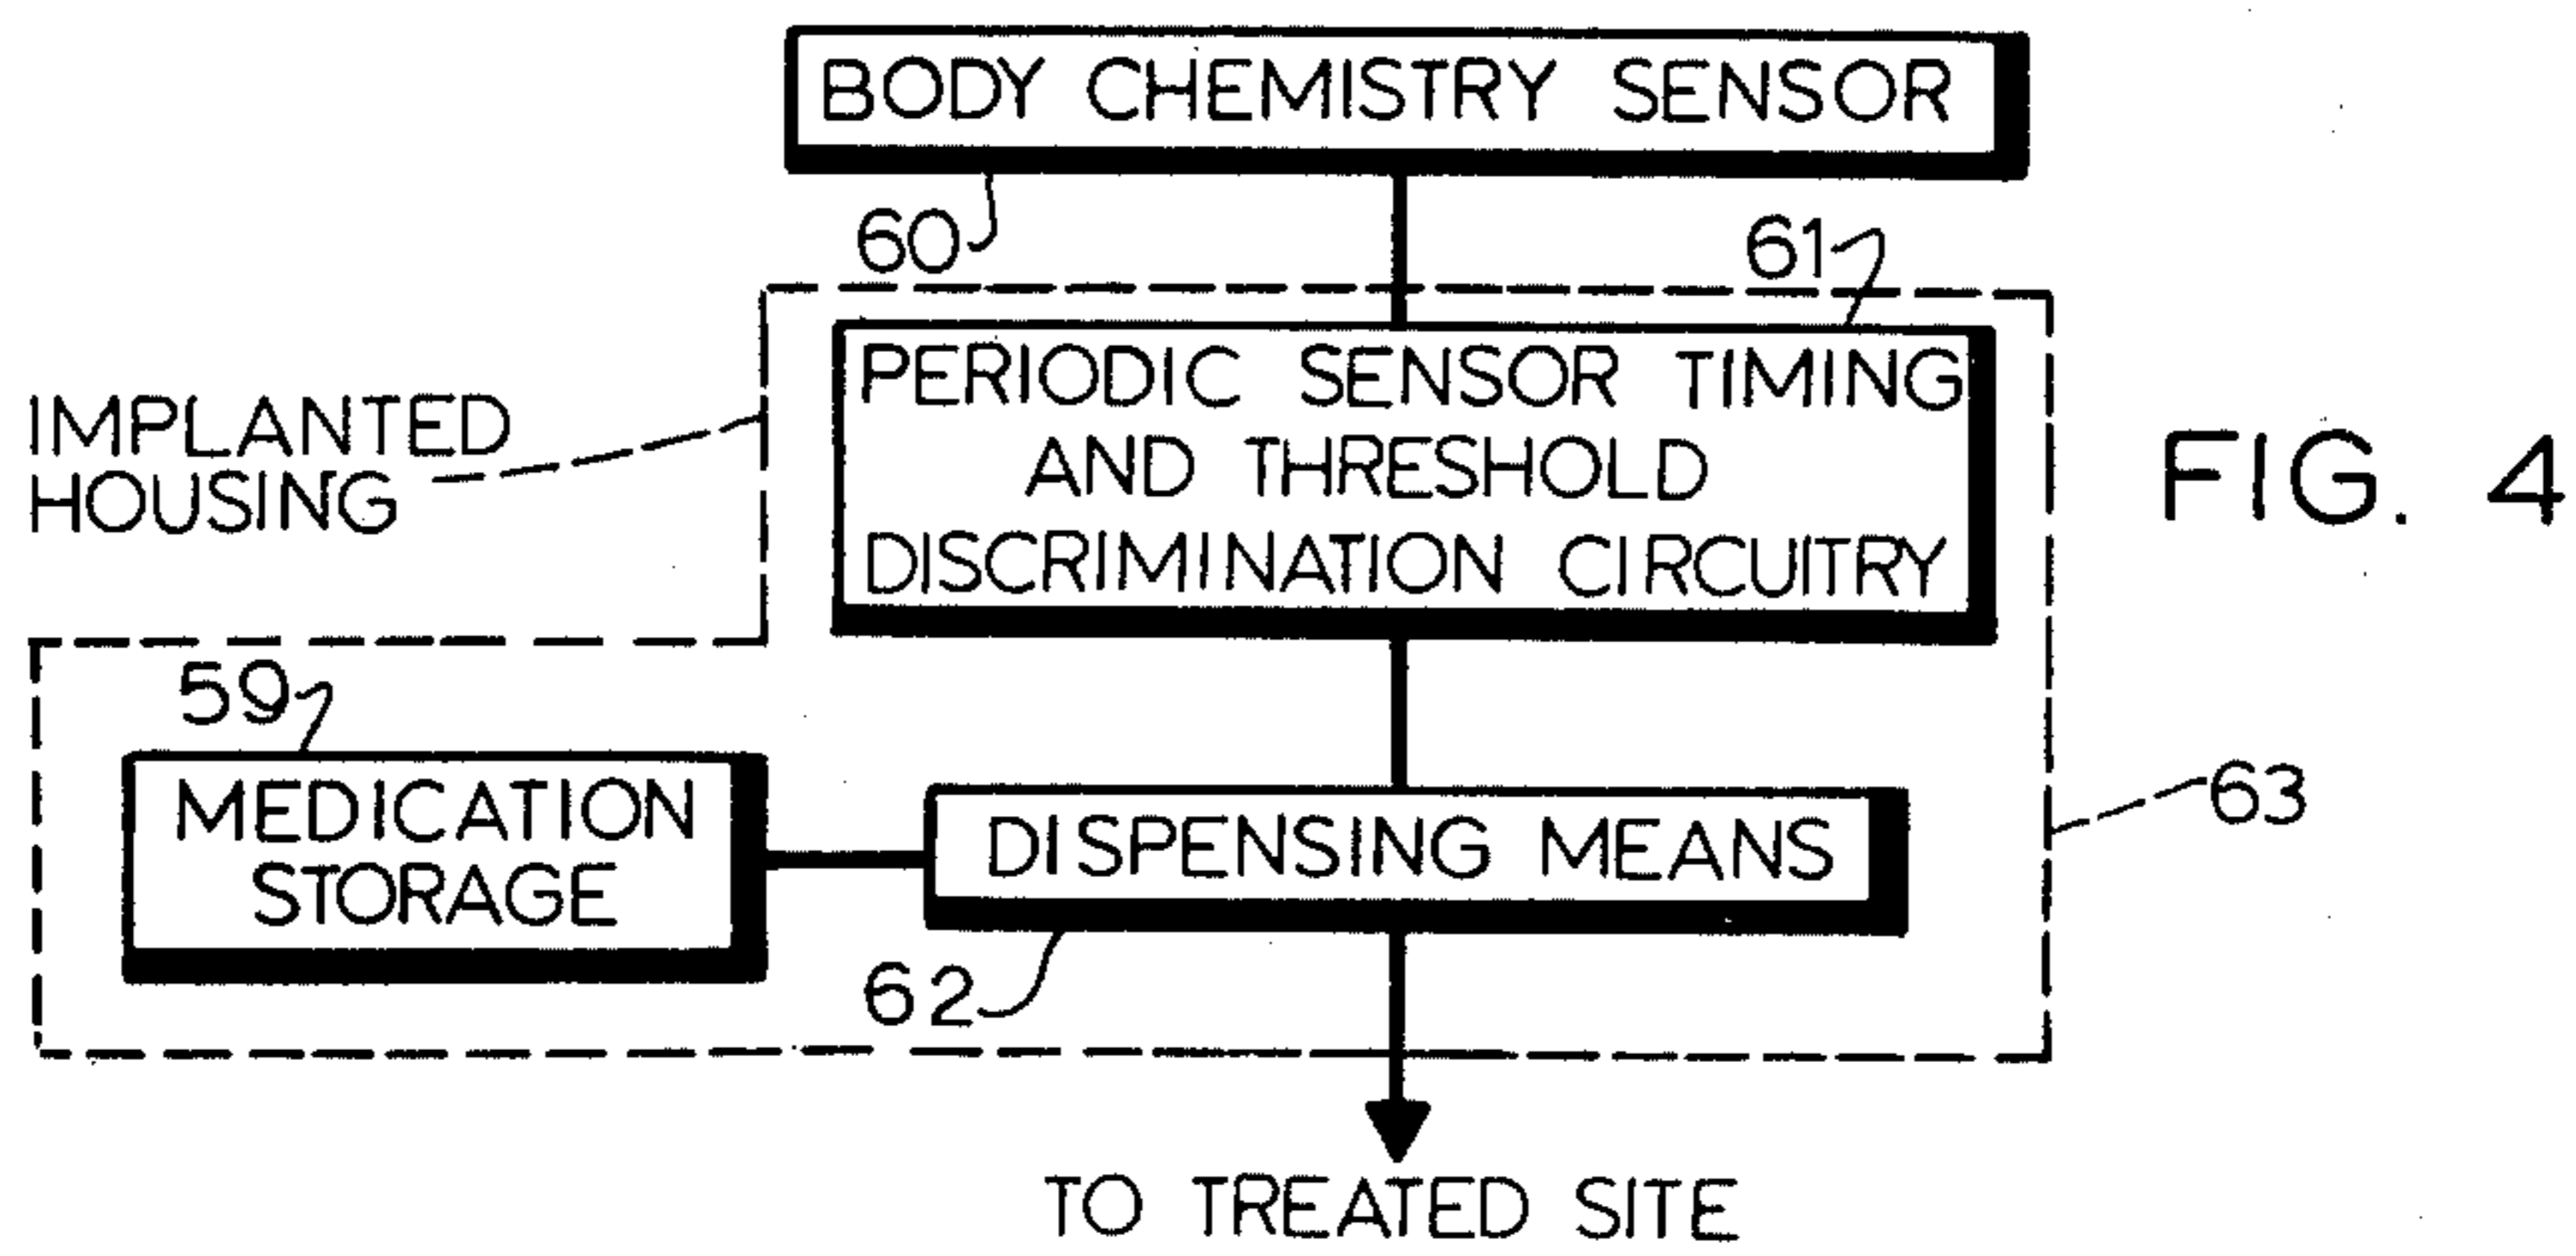 BODY CHEMISTRY SENSOR
60
61
PERIODIC SENSOR TIMING
AND THRESHOLD
DISCRIMINATION CIRCUITRY
IMPLANTED
HOUSING
FIG. 4
59
MEDICATION
STORAGE
DISPENSING MEANS
63
62
TO TREATED SITE